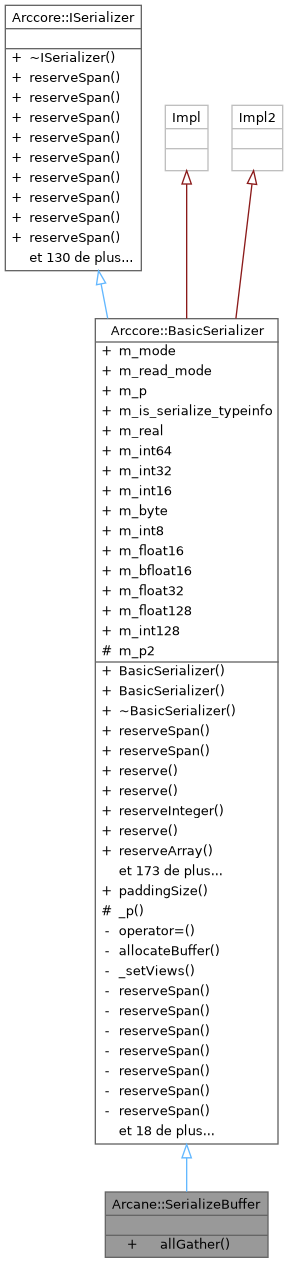 Arccore::ISerializer
+ ~ISerializer()
+ reserveSpan()
+ reserveSpan()
+ reserveSpan()
+ reserveSpan()
+ reserveSpan()
+ reserveSpan()
+ reserveSpan()
+ reserveSpan()
+ reserveSpan()
et 130 de plus...
Impl
Impl2
Arccore::BasicSerializer
+ m_mode
+ m_read_mode
+ m_p
+ m_is_serialize_typeinfo
+ m_real
+ m_int64
+ m_int32
+ m_int16
+ m_byte
+ m_int8
+ m_float16
+ m_bfloat16
+ m_float32
+ m_float128
+ m_int128
# m_p2
+ BasicSerializer()
+ BasicSerializer()
+ ~BasicSerializer()
+ reserveSpan()
+ reserveSpan()
+ reserve()
+ reserve()
+ reserveInteger()
+ reserve()
+ reserveArray()
et 173 de plus...
+ paddingSize()
# _p()
- operator=()
- allocateBuffer()
- _setViews()
- reserveSpan()
- reserveSpan()
- reserveSpan()
- reserveSpan()
- reserveSpan()
- reserveSpan()
- reserveSpan()
et 18 de plus...
Arcane::SerializeBuffer
+ allGather()